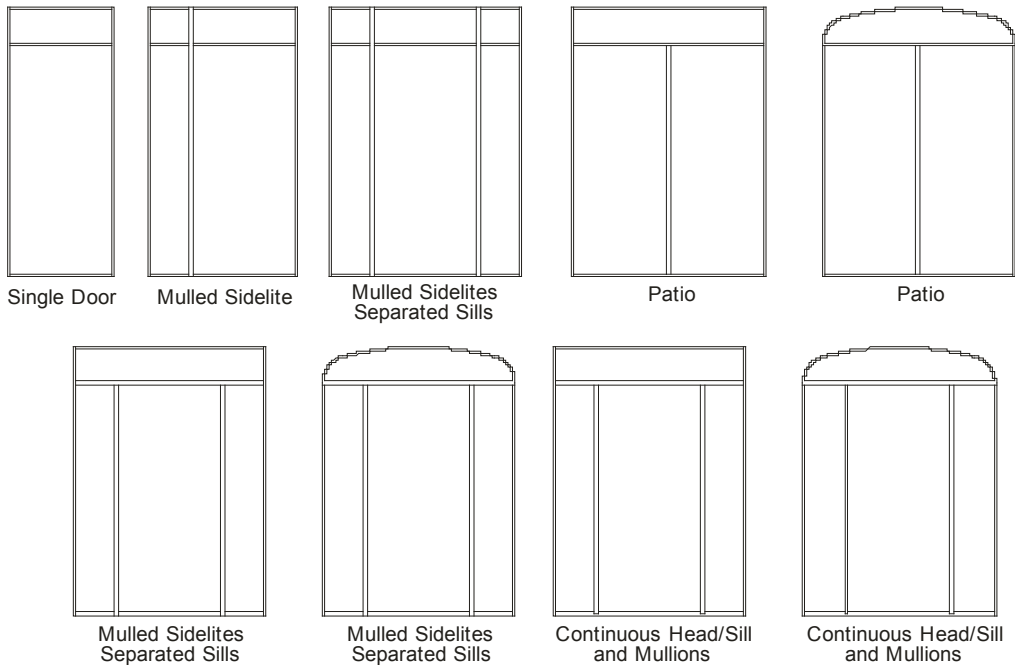 Single Door
Mulled Sidelite
Mulled Sidelites
Separated Sills
Patio
Patio
Mulled Sidelites
Separated Sills
Mulled Sidelites
Separated Sills
Continuous Head/Sill
and Mullions
Continuous Head/Sill
and Mullions